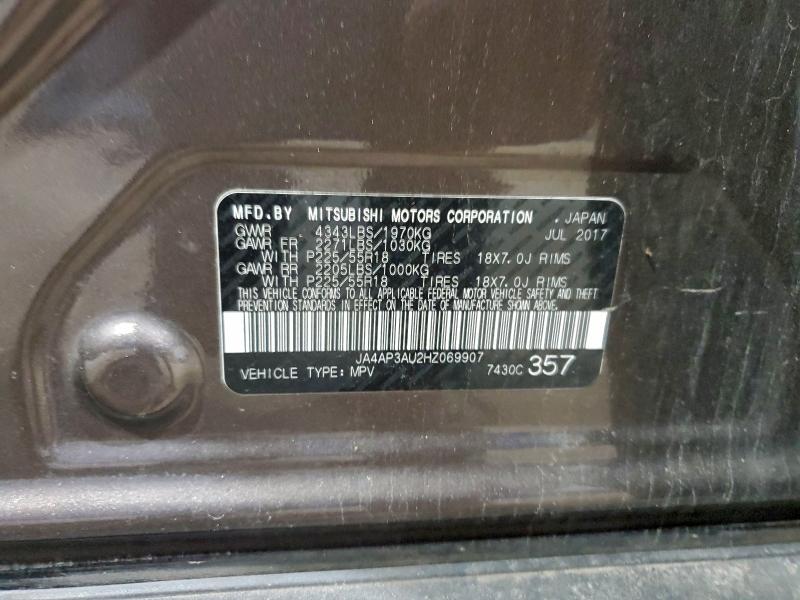 MFD. BY MITSUBISHI MOTORS CORPORATION , JAPAN
GVWR 4343LBS/1970KG JUL 2017
GAWR FR 2271LBS/1030KG
WITH P225/55R18 TIRES 18X7.0J RIMS
GAWR RR 2205LBS/1000KG
WITH P225/55R18 TIRES 18X7.0J RIMS
THIS VEHICLE CONFORMS TO ALL APPLICABLE FEDERAL MOTOR VEHICLE SAFETY AND THEFT
PREVENTION STANDARDS IN EFFECT ON THE DATE OF MANUFACTURE SHOWN ABOVE.
JA4AP3AU2HZ069907
VEHICLE TYPE: MPV 7430C 357